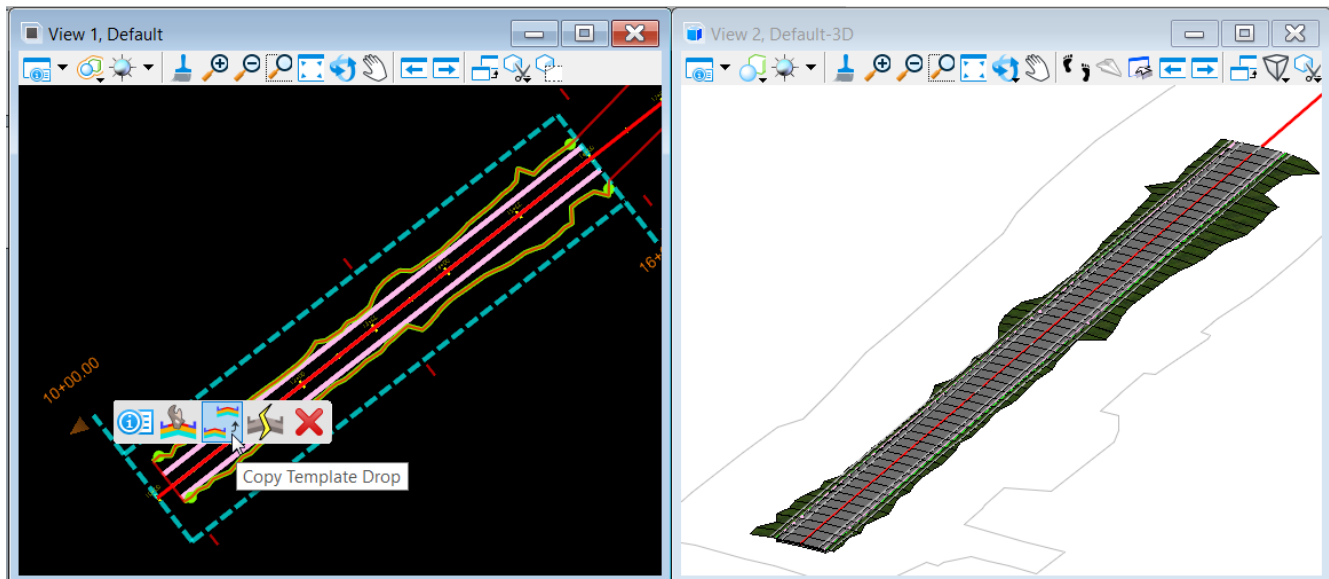 View 1, Default
View 2, Default-3D
10+00.00
16+
Copy Template Drop